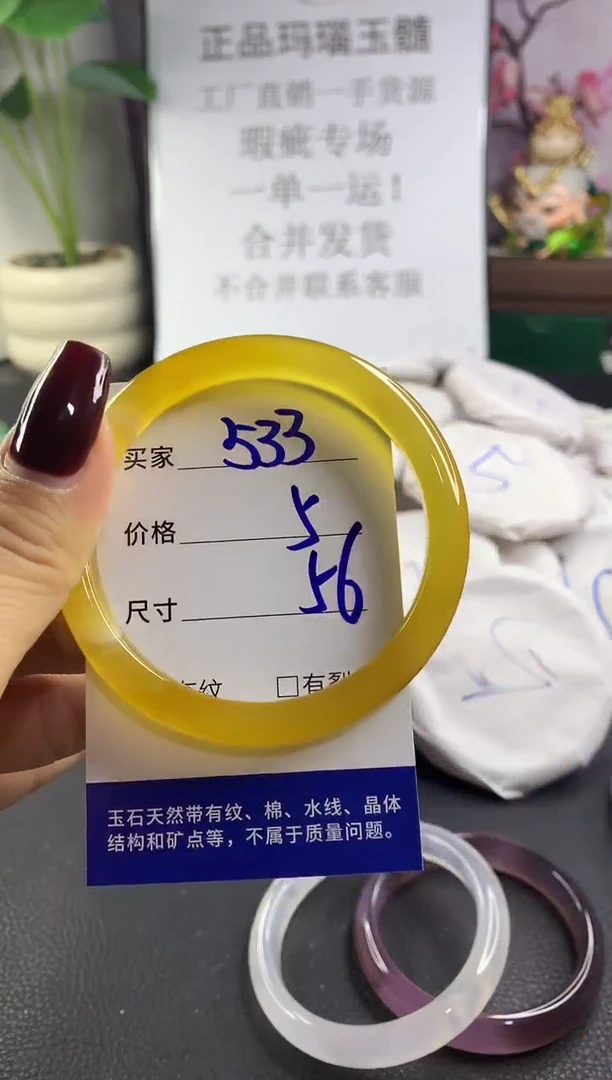 正品玛瑙玉髓
工厂直销一手货源
瑕疵专场
一单一运！
合并发货
不合并联系客服
买家 533
价格 5
尺寸 56
有纹 □有裂
玉石天然带有纹、棉、水线、晶体
结构和矿点等，不属于质量问题。
5